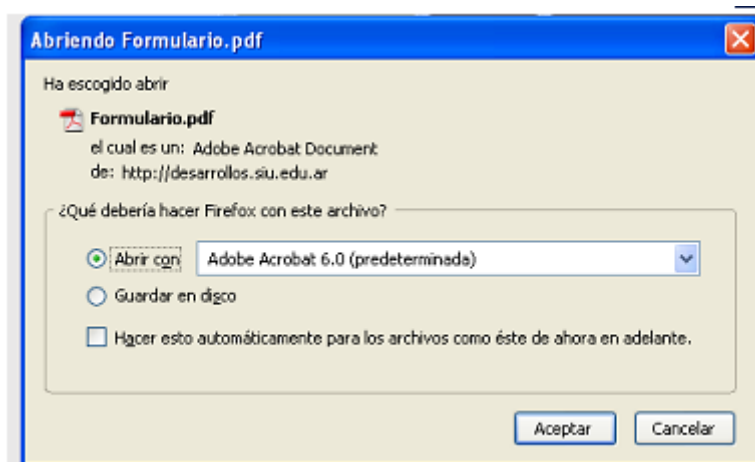 Abriendo Formulario.pdf
Ha escogido abrir
Formulario.pdf
el cual es un: Adobe Acrobat Document
de: http://desarrollos.siu.edu.ar
¿Qué debería hacer Firefox con este archivo?
Abrir con Adobe Acrobat 6.0 (predeterminada)
Guardar en disco
Hacer esto automáticamente para los archivos como éste de ahora en adelante.
Aceptar Cancelar